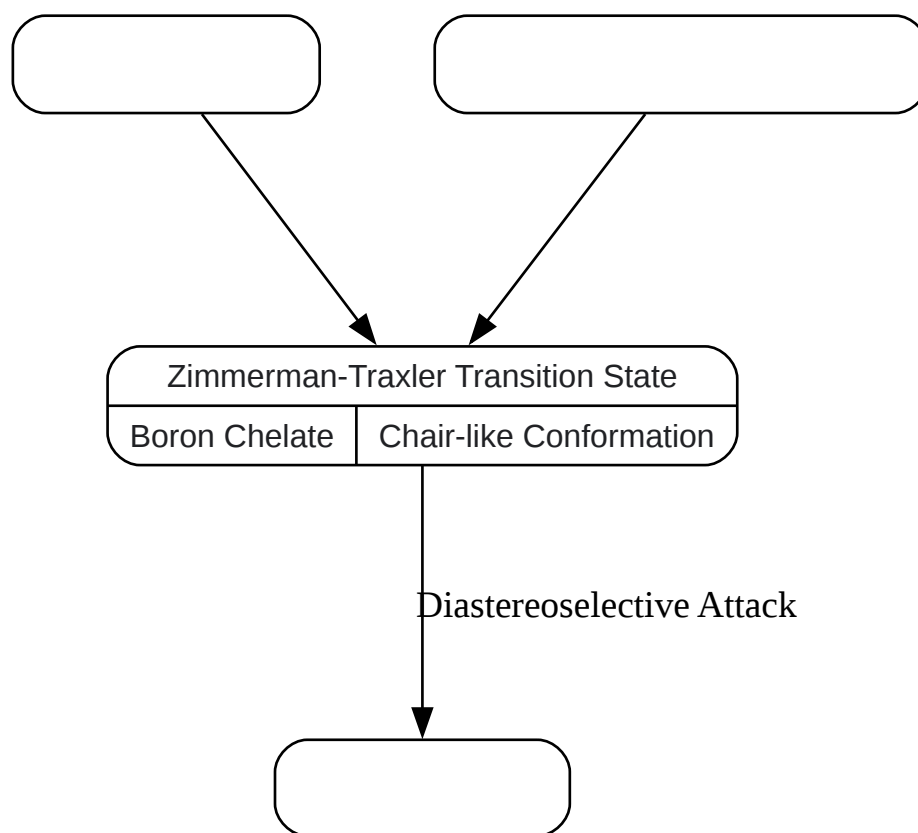 Zimmerman-Traxler Transition State
Boron Chelate
Chair-like Conformation
Diastereoselective Attack